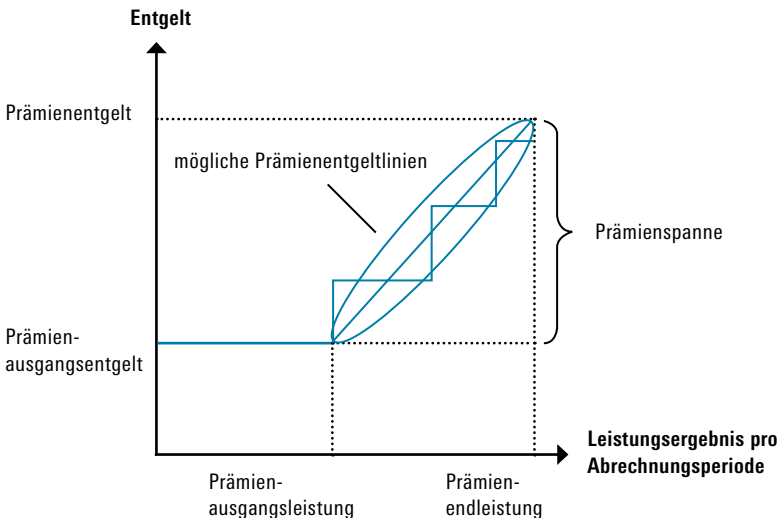 Entgelt
Prämienentgelt
mögliche Prämienentgeltlinien
Prämienspanne
Prämien-
ausgangsentgelt
Leistungsergebnis pro
Abrechnungsperiode
Prämien-
ausgangsleistung
Prämien-
endleistung